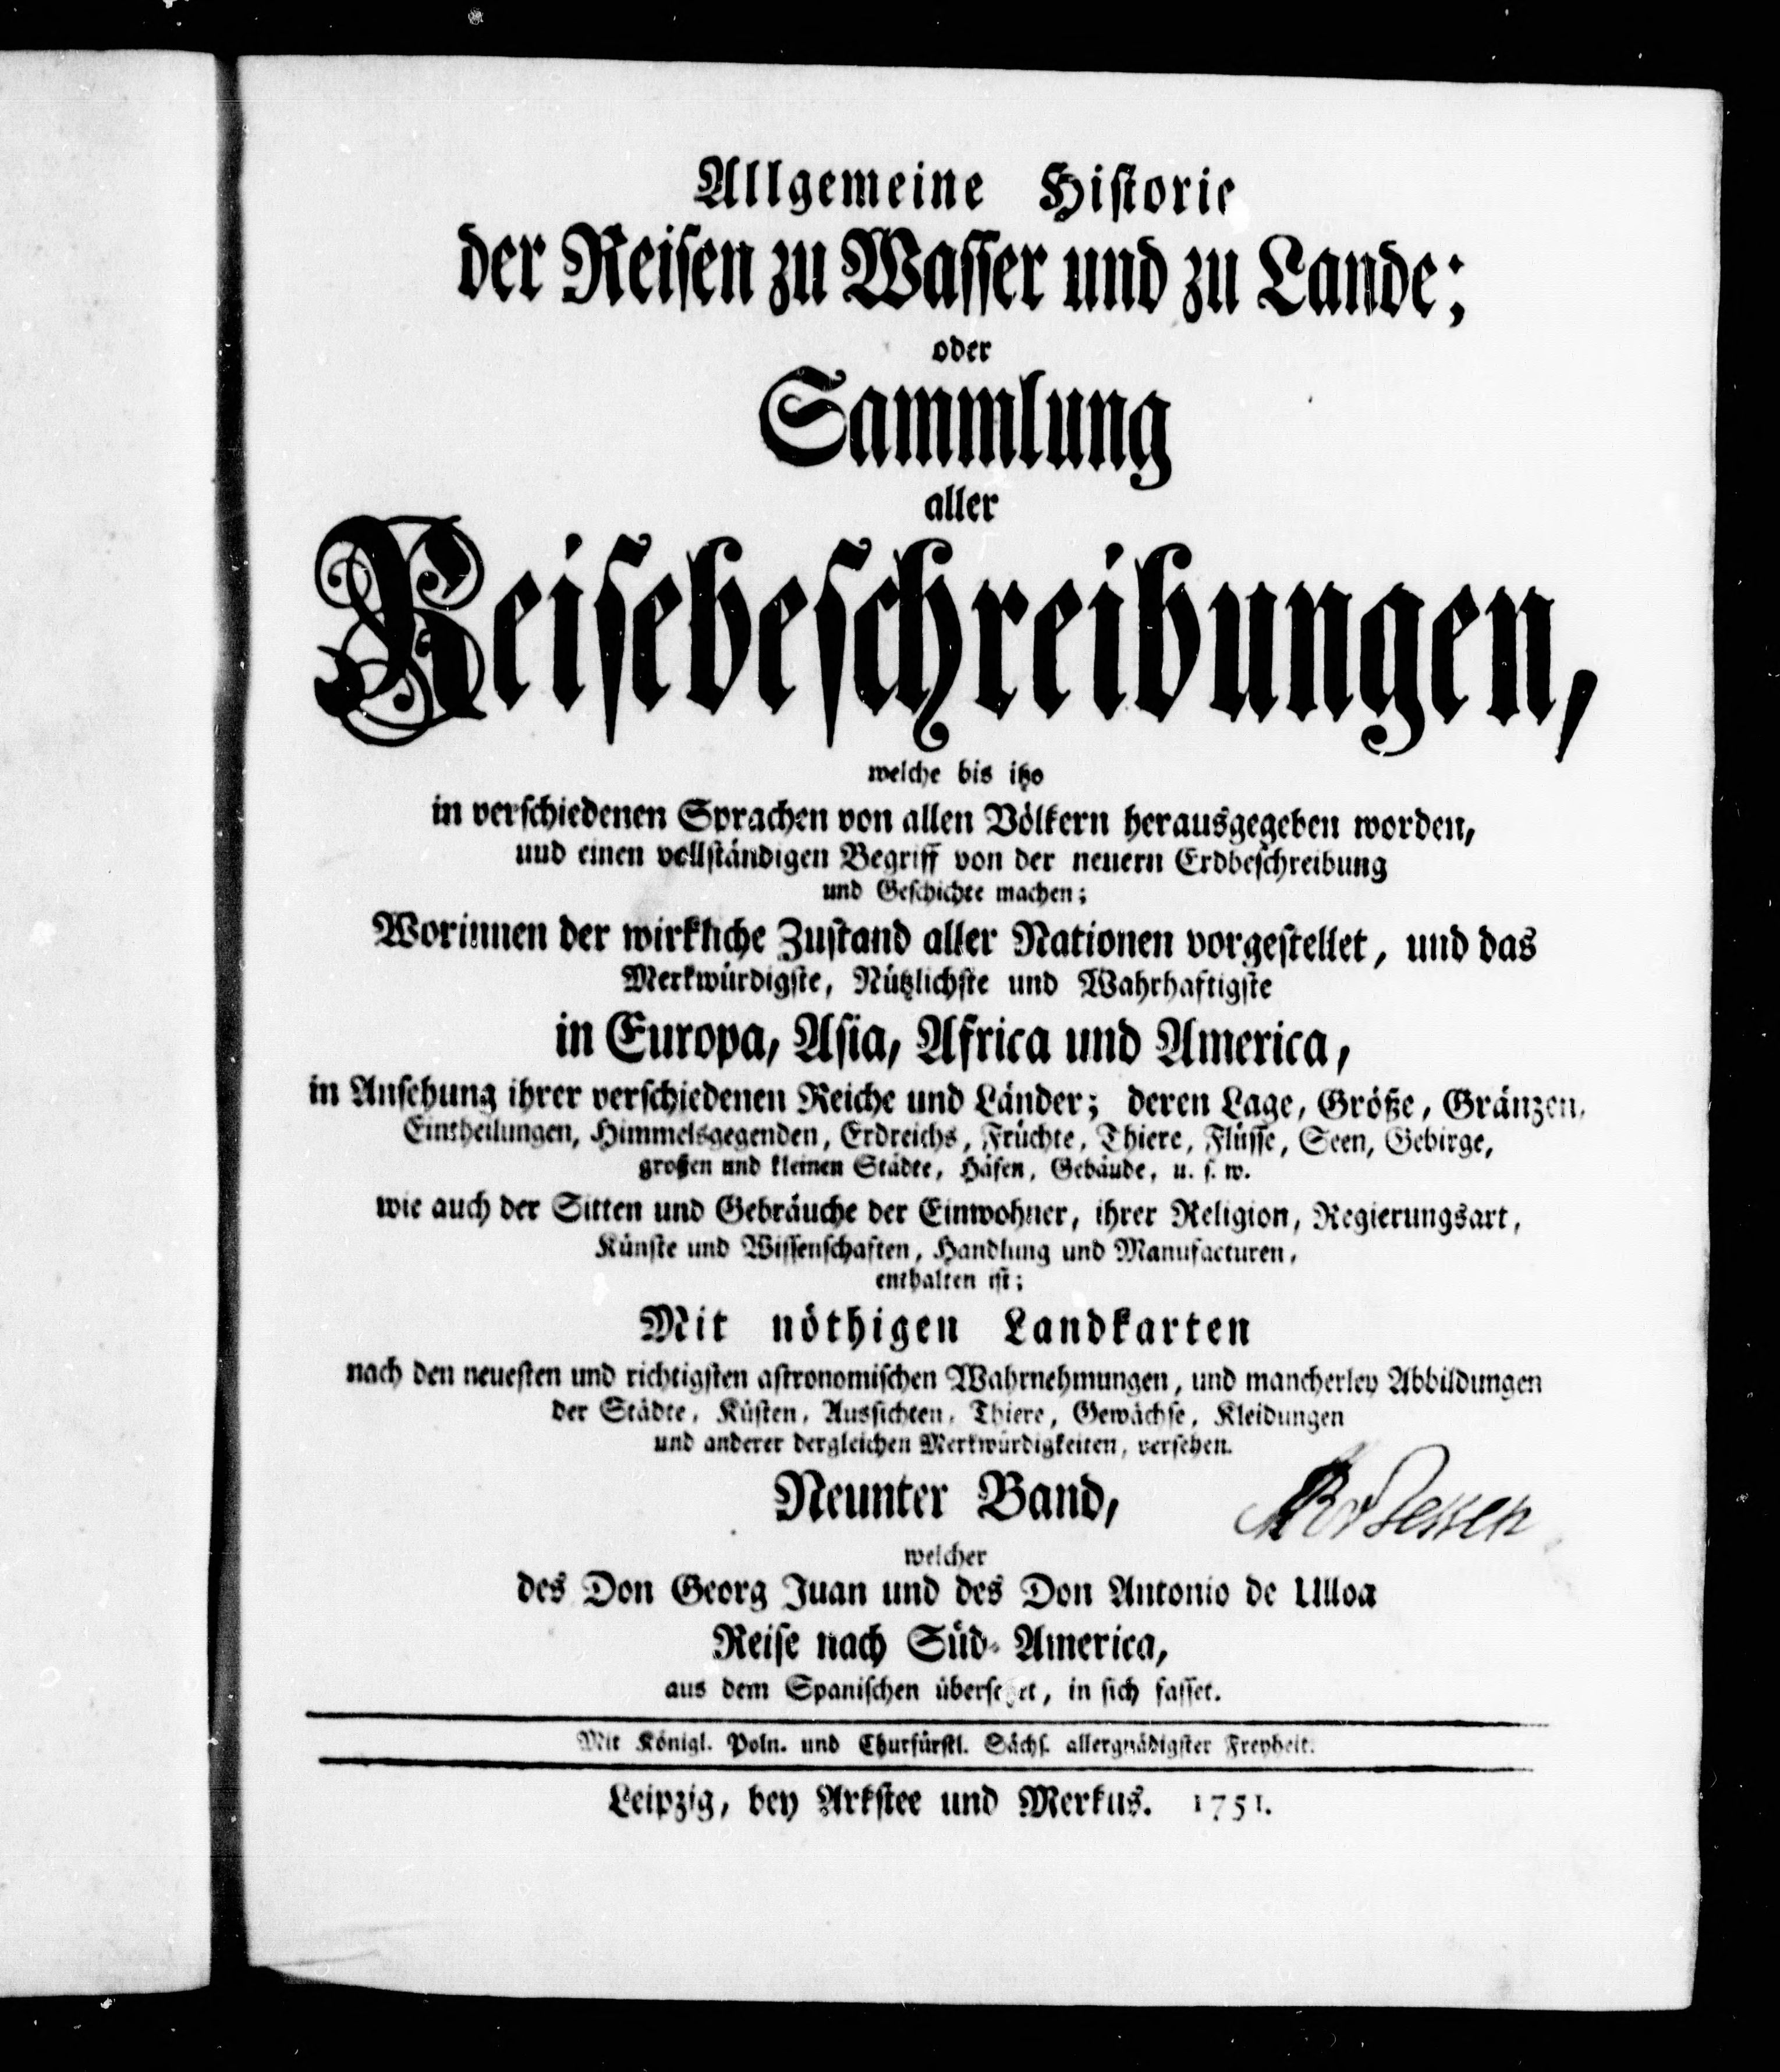 Allgemeine Historie
der Reisen zu Wasser und zu Lande;
oder
Sammlung
aller
Reisebeschreibungen,
welche bis itzo
in verschiedenen Sprachen von allen Völkern herausgegeben worden,
und einen vollständigen Begriff von der neuern Erdbeschreibung
und Geschichte machen;
Worinnen der wirkliche Zustand aller Nationen vorgestellet, und das
Merkwürdigste, Nützlichste und Wahrhaftigste
in Europa, Asia, Africa und America,
in Ansehung ihrer verschiedenen Reiche und Länder; deren Lage, Größe, Gränzen,
Eintheilungen, Himmelsgegenden, Erdreichs, Früchte, Thiere, Flüsse, Seen, Gebirge,
großen und kleinen Städte, Häfen, Gebäude, u. s. w.
wie auch der Sitten und Gebräuche der Einwohner, ihrer Religion, Regierungsart,
Künste und Wissenschaften, Handlung und Manufacturen,
enthalten ist;
Mit nöthigen Landkarten
nach den neuesten und richtigsten astronomischen Wahrnehmungen, und mancherley Abbildungen
der Städte, Küsten, Aussichten, Thiere, Gewächse, Kleidungen
und anderer dergleichen Merkwürdigkeiten, versehen.
Neunter Band,
welcher
des Don Georg Juan und des Don Antonio de Ulloa
Reise nach Süd-America,
aus dem Spanischen übersetzet, in sich fasset.
Mit Königl. Poln. und Churfürstl. Sächs. allergnädigster Freyheit.
Leipzig, bey Arkstee und Merkus. 1751.